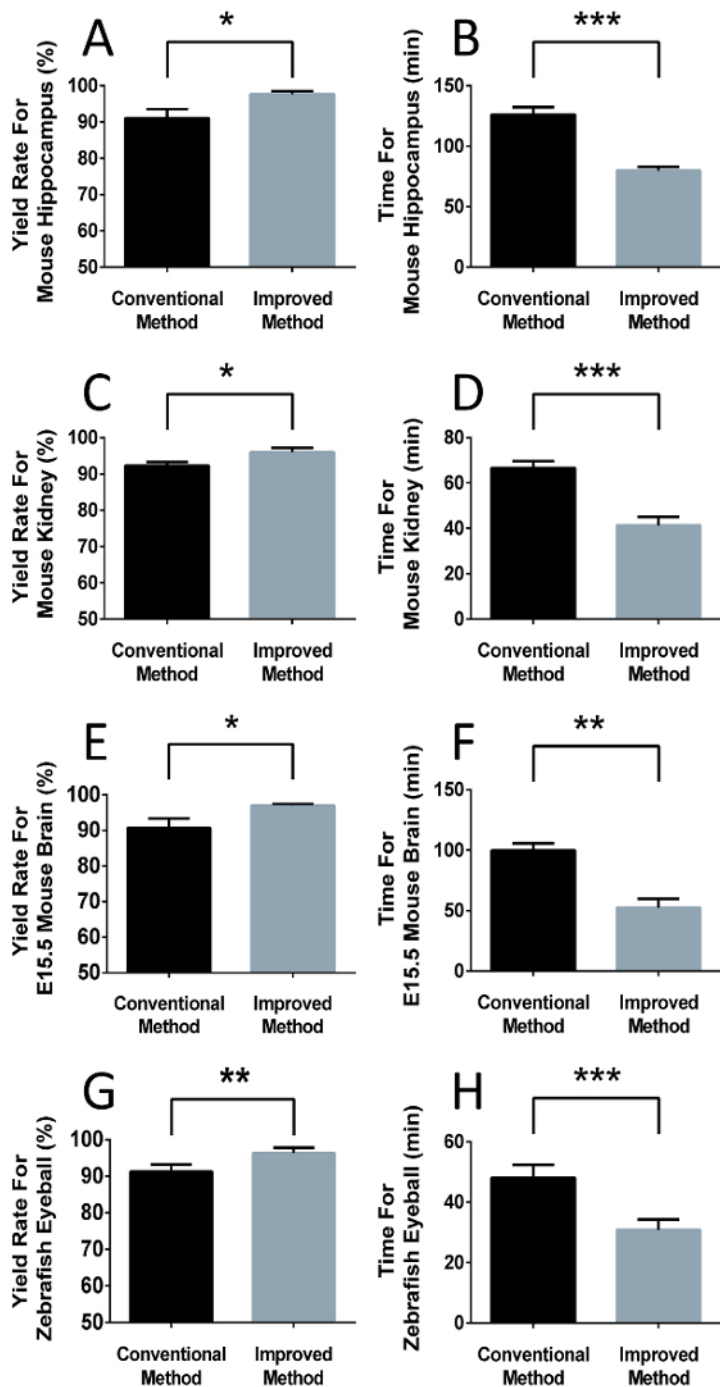 A
*
Yield Rate For
Mouse Hippocampus (%)
100
90
80
70
60
50
Conventional
Method
Improved
Method
B
***
Time For
Mouse Hippocampus (min)
150
100
50
0
Conventional
Method
Improved
Method
C
*
Yield Rate For
Mouse Kidney (%)
100
90
80
70
60
50
Conventional
Method
Improved
Method
D
***
Time For
Mouse Kidney (min)
80
60
40
20
0
Conventional
Method
Improved
Method
E
*
Yield Rate For
E15.5 Mouse Brain (%)
100
90
80
70
60
50
Conventional
Method
Improved
Method
F
**
Time For
E15.5 Mouse Brain (min)
150
100
50
0
Conventional
Method
Improved
Method
G
**
Yield Rate For
Zebrafish Eyeball (%)
100
90
80
70
60
50
Conventional
Method
Improved
Method
H
***
Time For
Zebrafish Eyeball (min)
60
40
20
0
Conventional
Method
Improved
Method